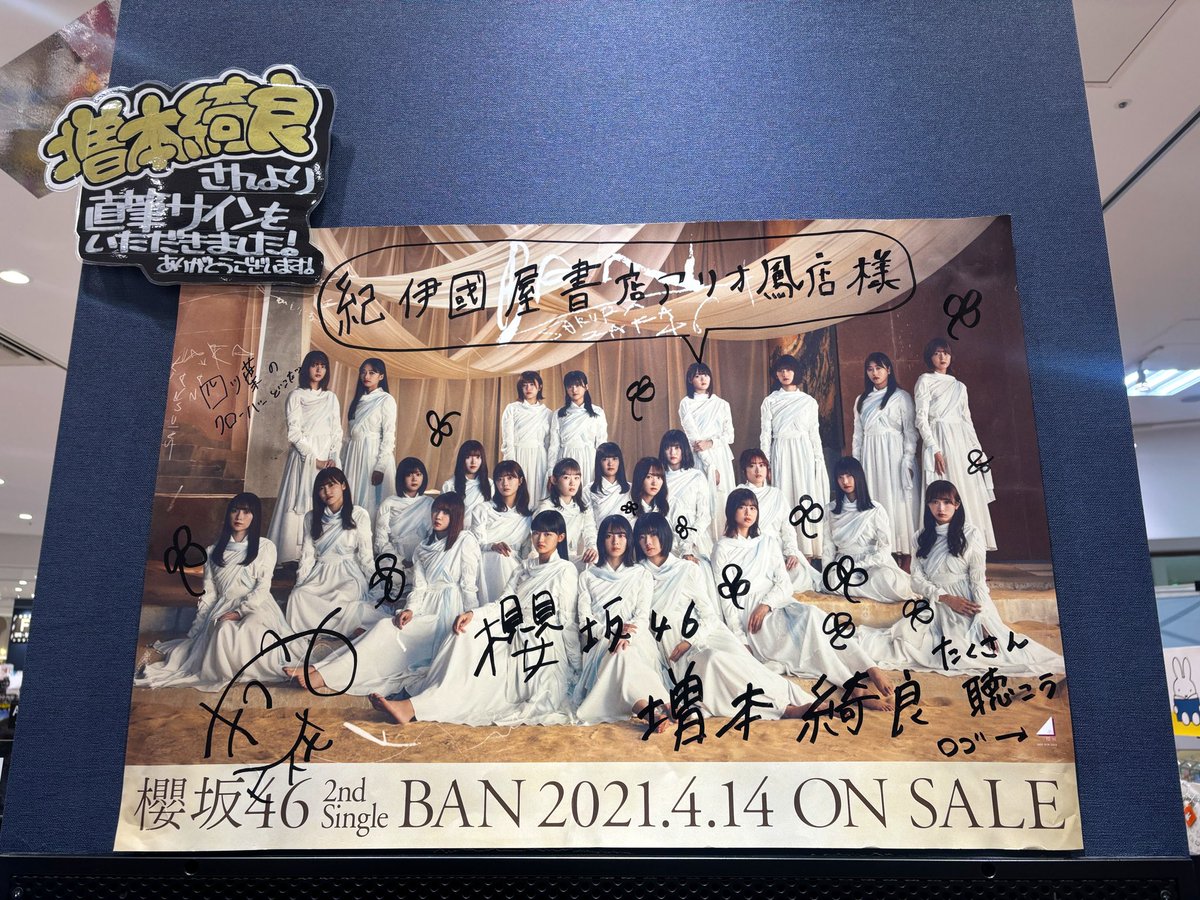 増本綺良
さんより
直筆サインを
いただきました!
ありがとうございます!
紀伊國屋書店アリオ鳳店様
四ツ葉の
クローバーどこだっ
櫻坂46
増本綺良
たくさん
聴こう
ロゴ→
櫻坂46 2nd Single BAN 2021.4.14 ON SALE